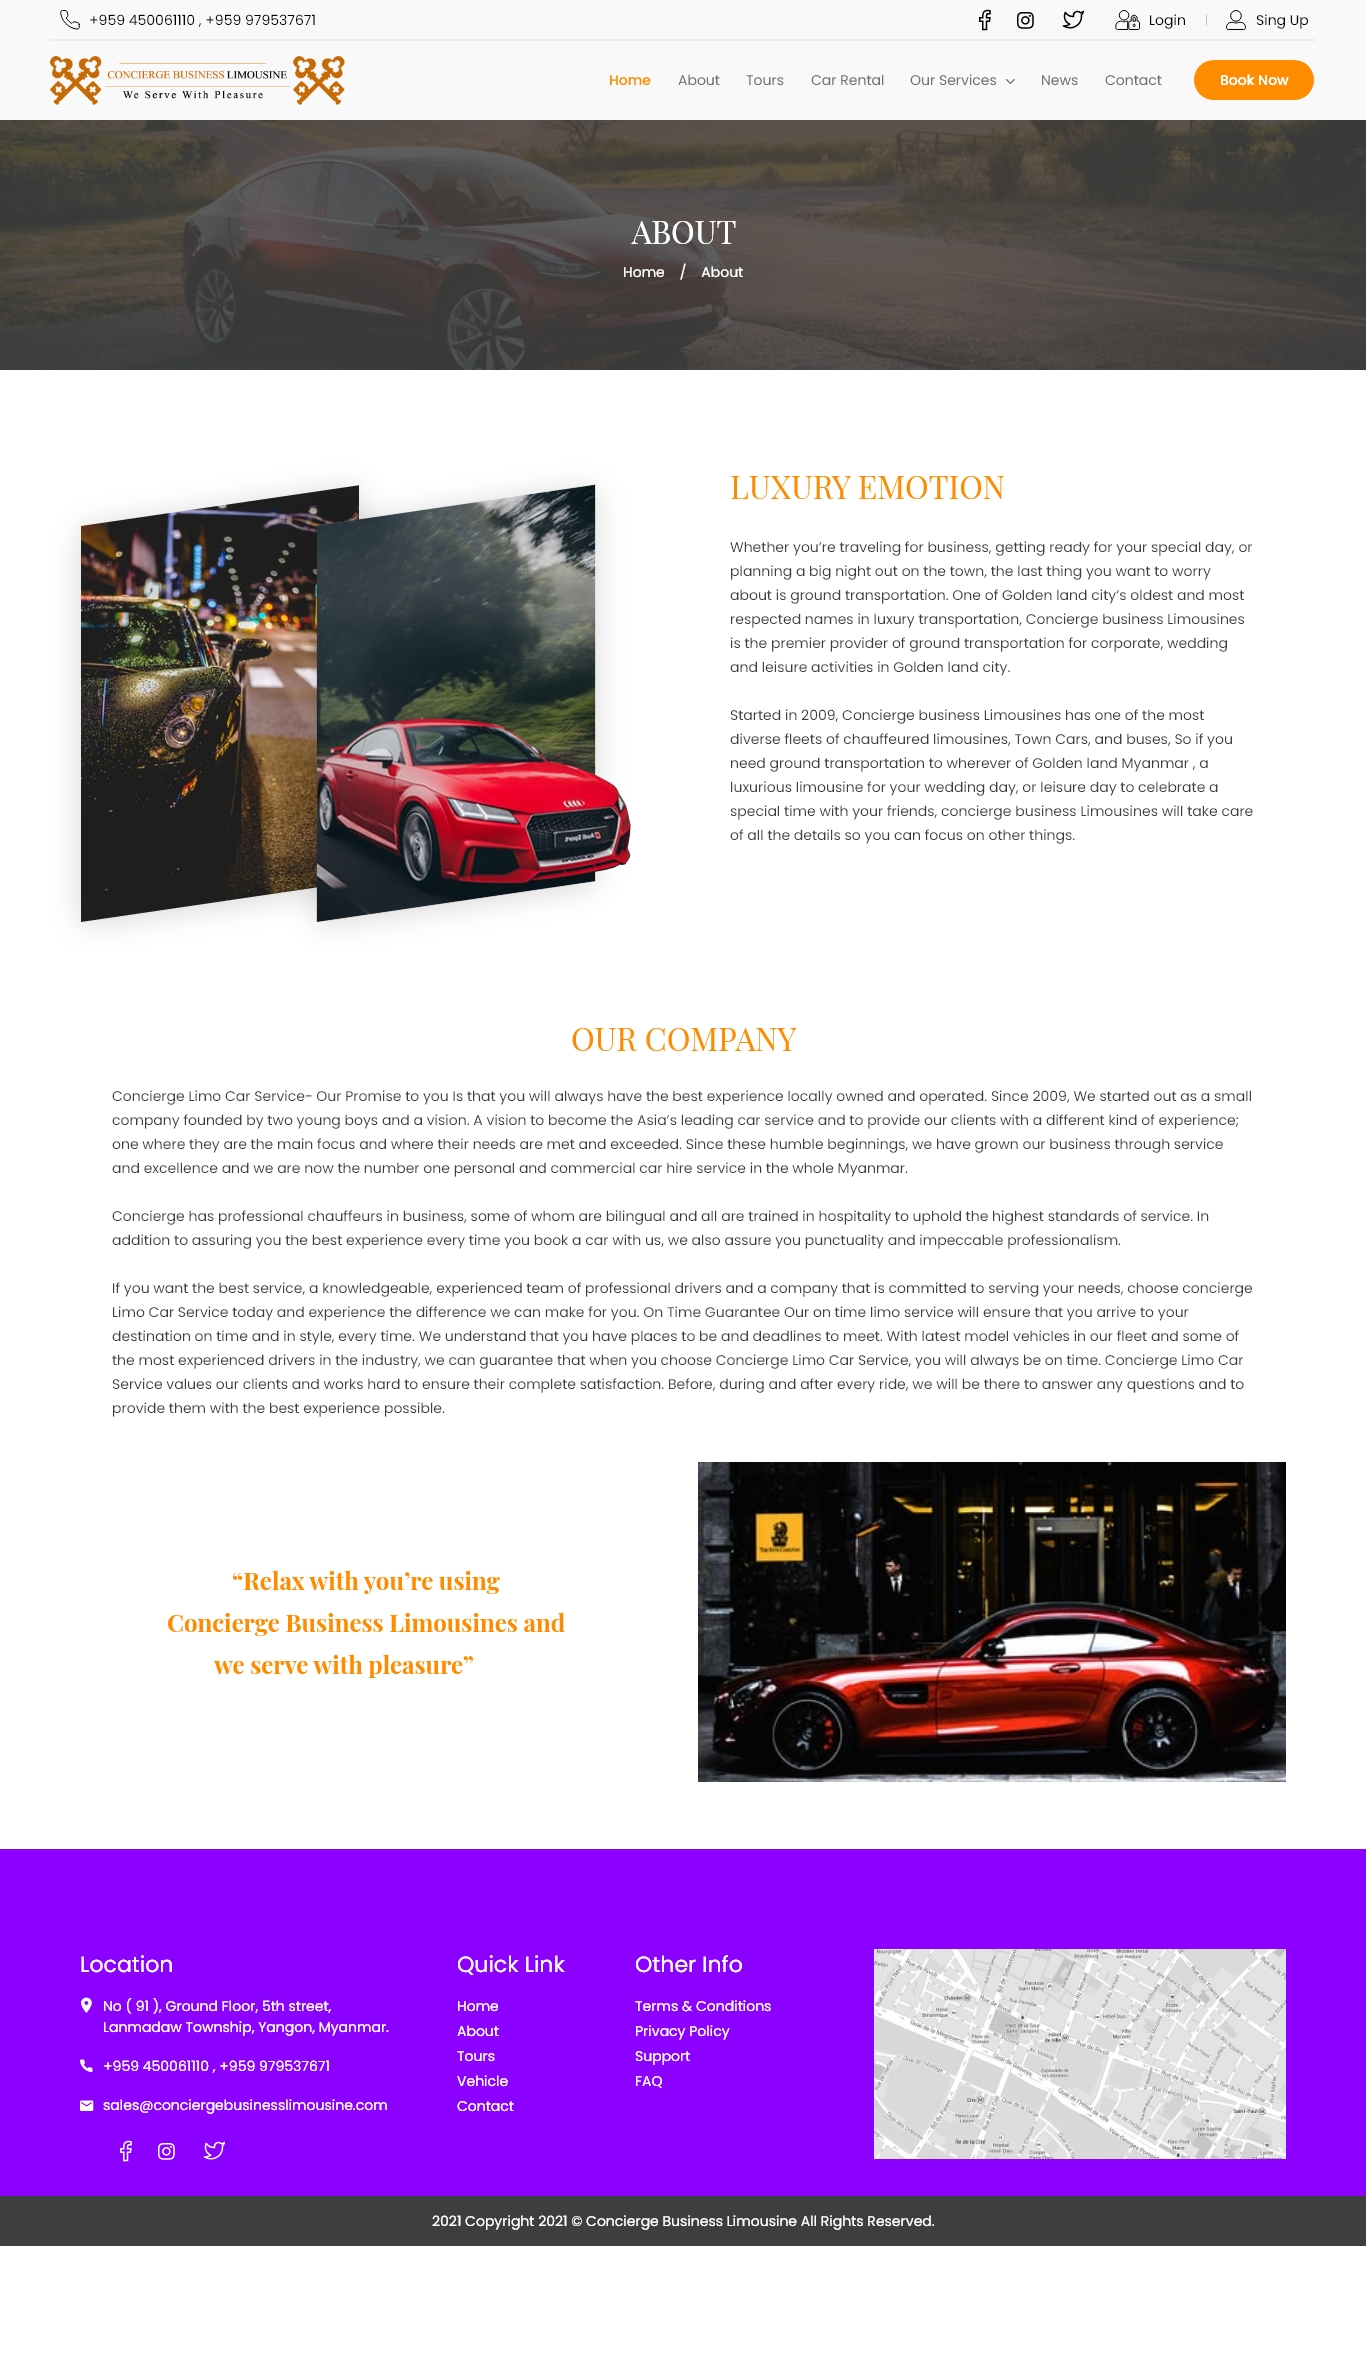 +959 450061110 , +959 979537671
Login
Sing Up
CONCIERGE BUSINESS LIMOUSINE
We Serve With Pleasure
Home About Tours Car Rental Our Services News Contact Book Now
ABOUT
Home / About
LUXURY EMOTION
Whether you’re traveling for business, getting ready for your special day, or
planning a big night out on the town, the last thing you want to worry
about is ground transportation. One of Golden land city’s oldest and most
respected names in luxury transportation, Concierge business Limousines
is the premier provider of ground transportation for corporate, wedding
and leisure activities in Golden land city.
Started in 2009, Concierge business Limousines has one of the most
diverse fleets of chauffeured limousines, Town Cars, and buses, So if you
need ground transportation to wherever of Golden land Myanmar , a
luxurious limousine for your wedding day, or leisure day to celebrate a
special time with your friends, concierge business Limousines will take care
of all the details so you can focus on other things.
OUR COMPANY
Concierge Limo Car Service- Our Promise to you Is that you will always have the best experience locally owned and operated. Since 2009, We started out as a small
company founded by two young boys and a vision. A vision to become the Asia’s leading car service and to provide our clients with a different kind of experience;
one where they are the main focus and where their needs are met and exceeded. Since these humble beginnings, we have grown our business through service
and excellence and we are now the number one personal and commercial car hire service in the whole Myanmar.
Concierge has professional chauffeurs in business, some of whom are bilingual and all are trained in hospitality to uphold the highest standards of service. In
addition to assuring you the best experience every time you book a car with us, we also assure you punctuality and impeccable professionalism.
If you want the best service, a knowledgeable, experienced team of professional drivers and a company that is committed to serving your needs, choose concierge
Limo Car Service today and experience the difference we can make for you. On Time Guarantee Our on time limo service will ensure that you arrive to your
destination on time and in style, every time. We understand that you have places to be and deadlines to meet. With latest model vehicles in our fleet and some of
the most experienced drivers in the industry, we can guarantee that when you choose Concierge Limo Car Service, you will always be on time. Concierge Limo Car
Service values our clients and works hard to ensure their complete satisfaction. Before, during and after every ride, we will be there to answer any questions and to
provide them with the best experience possible.
“Relax with you’re using
Concierge Business Limousines and
we serve with pleasure”
Location
No ( 91 ), Ground Floor, 5th street,
Lanmadaw Township, Yangon, Myanmar.
+959 450061110 , +959 979537671
sales@conciergebusinesslimousine.com
Quick Link
Home
About
Tours
Vehicle
Contact
Other Info
Terms & Conditions
Privacy Policy
Support
FAQ
2021 Copyright 2021 © Concierge Business Limousine All Rights Reserved.